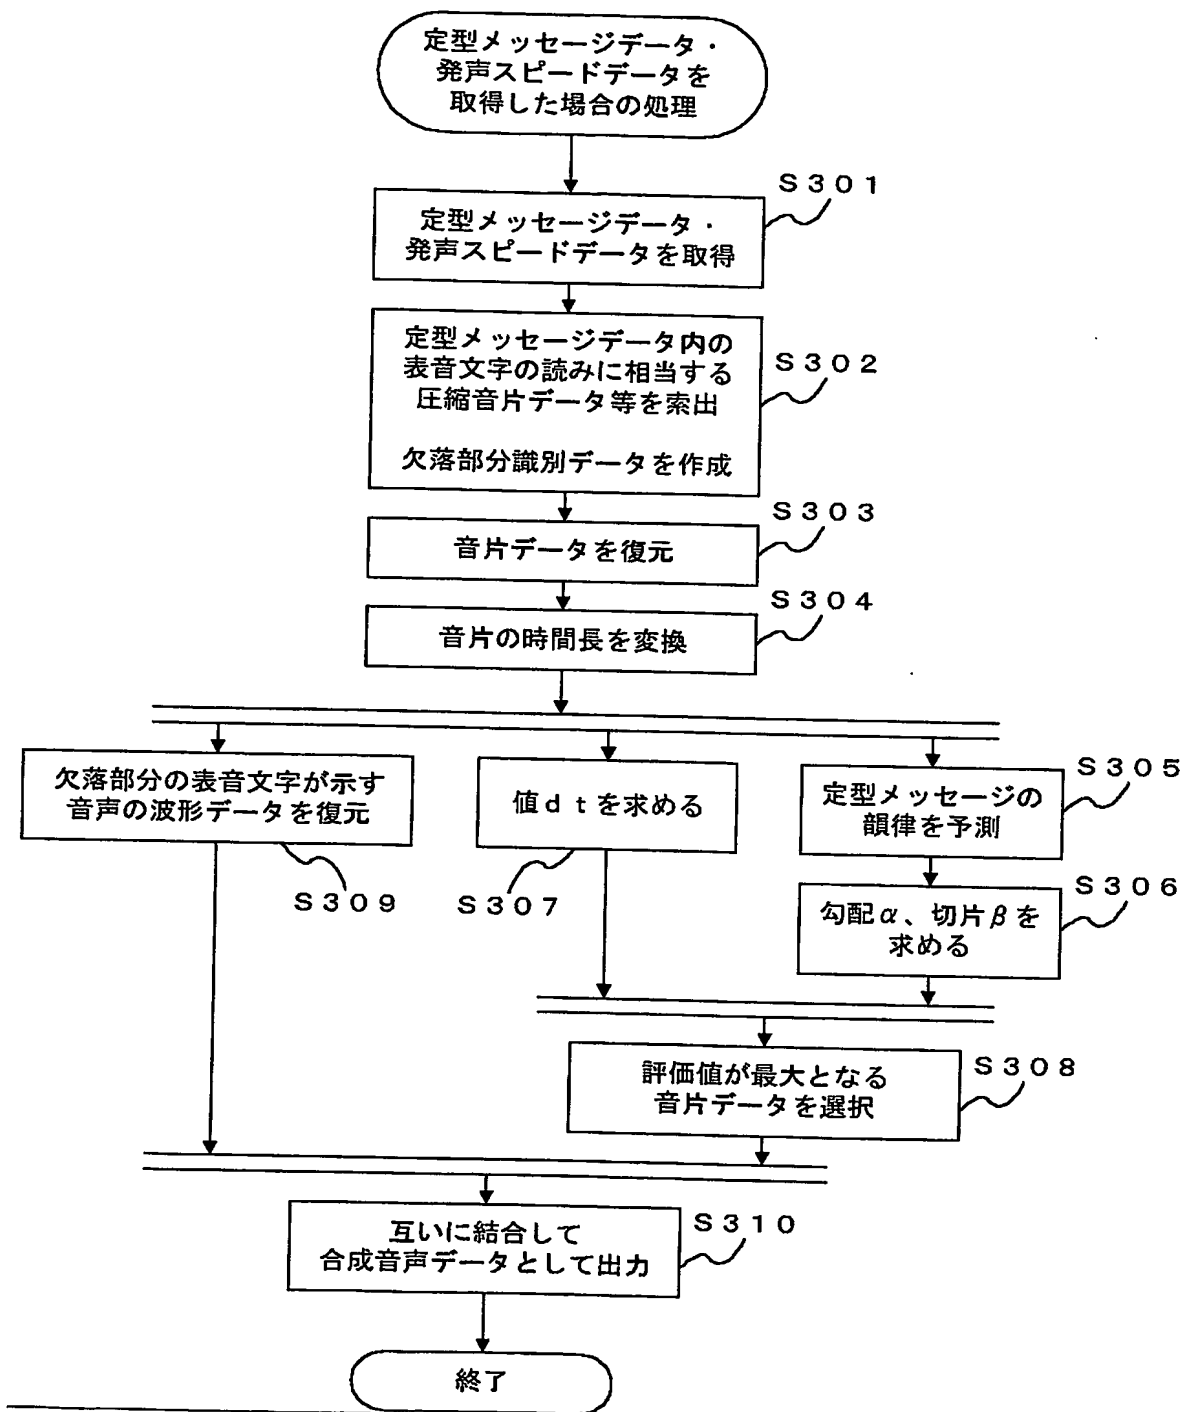 定型メッセージデータ・
発声スピードデータを
取得した場合の処理
S301
定型メッセージデータ・
発声スピードデータを取得
S302
定型メッセージデータ内の
表音文字の読みに相当する
圧縮音片データ等を索出
欠落部分識別データを作成
S303
音片データを復元
S304
音片の時間長を変換
欠落部分の表音文字が示す
音声の波形データを復元
S309
値dtを求める
S307
S305
定型メッセージの
韻律を予測
S306
勾配α、切片βを
求める
S308
評価値が最大となる
音片データを選択
S310
互いに結合して
合成音声データとして出力
終了